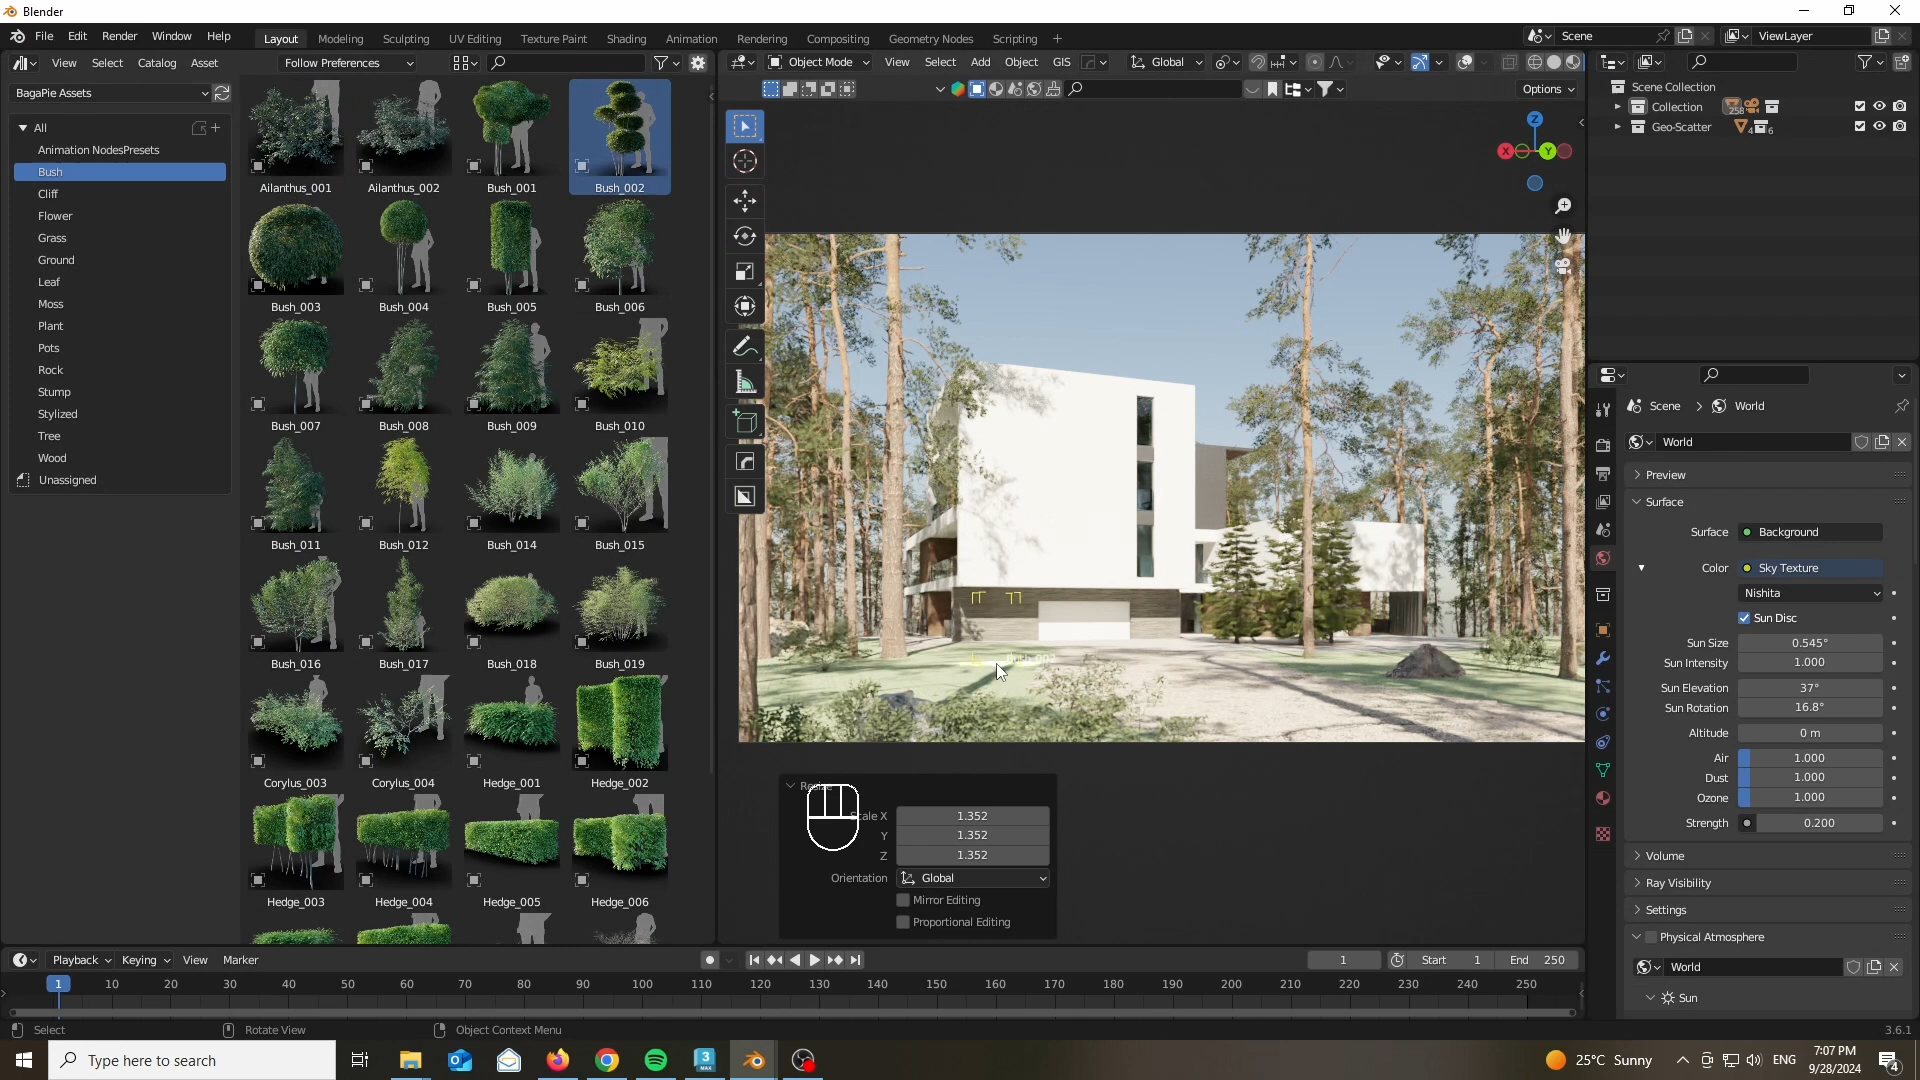 Blender
File Edit Render Window Help
Layout Modeling Sculpting UV Editing Texture Paint Shading Animation Rendering Compositing Geometry Nodes Scripting +
Scene
ViewLayer
View Select Catalog Asset
Follow Preferences
Object Mode
View Select Add Object GIS
Global
BagaPie Assets
Options
All
Animation NodesPresets
Bush
Cliff
Flower
Grass
Ground
Leaf
Moss
Plant
Pots
Rock
Stump
Stylized
Tree
Wood
Unassigned
Ailanthus_001 Ailanthus_002 Bush_001 Bush_002
Bush_003 Bush_004 Bush_005 Bush_006
Bush_007 Bush_008 Bush_009 Bush_010
Bush_011 Bush_012 Bush_014 Bush_015
Bush_016 Bush_017 Bush_018 Bush_019
Corylus_003 Corylus_004 Hedge_001 Hedge_002
Hedge_003 Hedge_004 Hedge_005 Hedge_006
Z
X
Y
Bush_002
Resize
Scale X 1.352
Y 1.352
Z 1.352
Orientation Global
Mirror Editing
Proportional Editing
Scene Collection
Collection 258
Geo-Scatter 4 6
Scene > World
World
Preview
Surface
Surface Background
Color Sky Texture
Nishita
Sun Disc
Sun Size 0.545°
Sun Intensity 1.000
Sun Elevation 37°
Sun Rotation 16.8°
Altitude 0 m
Air 1.000
Dust 1.000
Ozone 1.000
Strength 0.200
Volume
Ray Visibility
Settings
Physical Atmosphere
World
Sun
Playback Keying View Marker
1
Start 1 End 250
1 10 20 30 40 50 60 70 80 90 100 110 120 130 140 150 160 170 180 190 200 210 220 230 240 250
Select Rotate View Object Context Menu
3.6.1
Type here to search
3
MAX
25°C Sunny
ENG
7:07 PM
9/28/2024
4